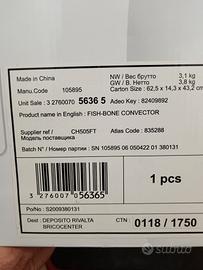 Made in China
NW / Вес брутто 3,1 kg
G/W / В. Нетто 3,8 kg
Manu.Code 105895
Carton Size : 62,5 x 14,3 x 43,2 cm
Unit Sale 3 2760070 5636 5
Adeo Key : 82409892
Product name in English : FISH-BONE CONVECTOR
Supplier ref / CH505FT
Модель поставщика
Atlas Code : 835288
Batch N° / Номер партии : SN 105895 06 050422 01 380131
3 276007 056365
1 pcs
Po/No : S2009380131
Dest : DEPOSITO RIVALTA
BRICOCENTER
CTN : 0118 / 1750
subito